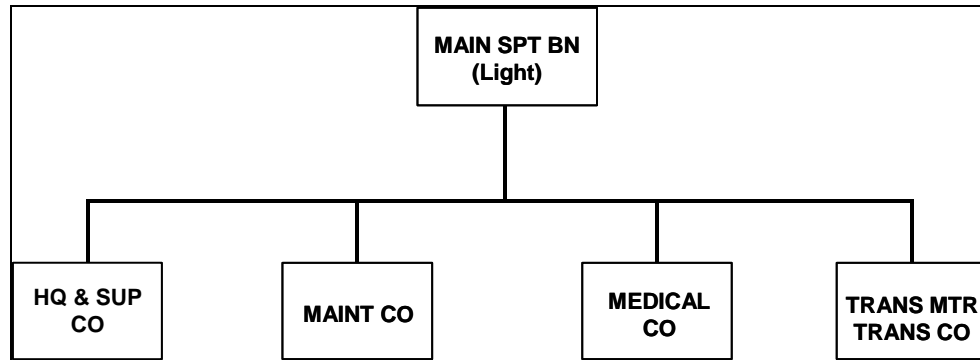 MAIN SPT BN
(Light)
HQ & SUP
CO
MAINT CO
MEDICAL
CO
TRANS MTR
TRANS CO